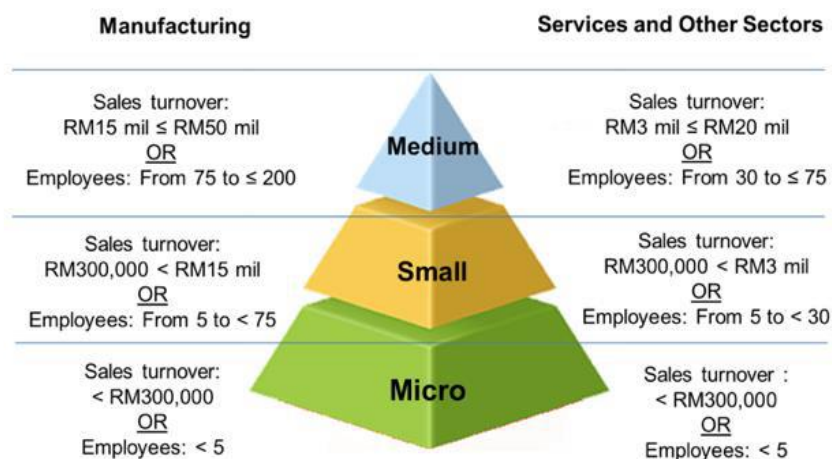 Manufacturing
Services and Other Sectors
Sales turnover:
RM15 mil ≤ RM50 mil
OR
Employees: From 75 to ≤ 200
Medium
Sales turnover:
RM3 mil ≤ RM20 mil
OR
Employees: From 30 to ≤ 75
Sales turnover:
RM300,000 < RM15 mil
OR
Employees: From 5 to < 75
Small
Sales turnover:
RM300,000 < RM3 mil
OR
Employees: From 5 to < 30
Sales turnover:
< RM300,000
OR
Employees: < 5
Micro
Sales turnover :
< RM300,000
OR
Employees: < 5